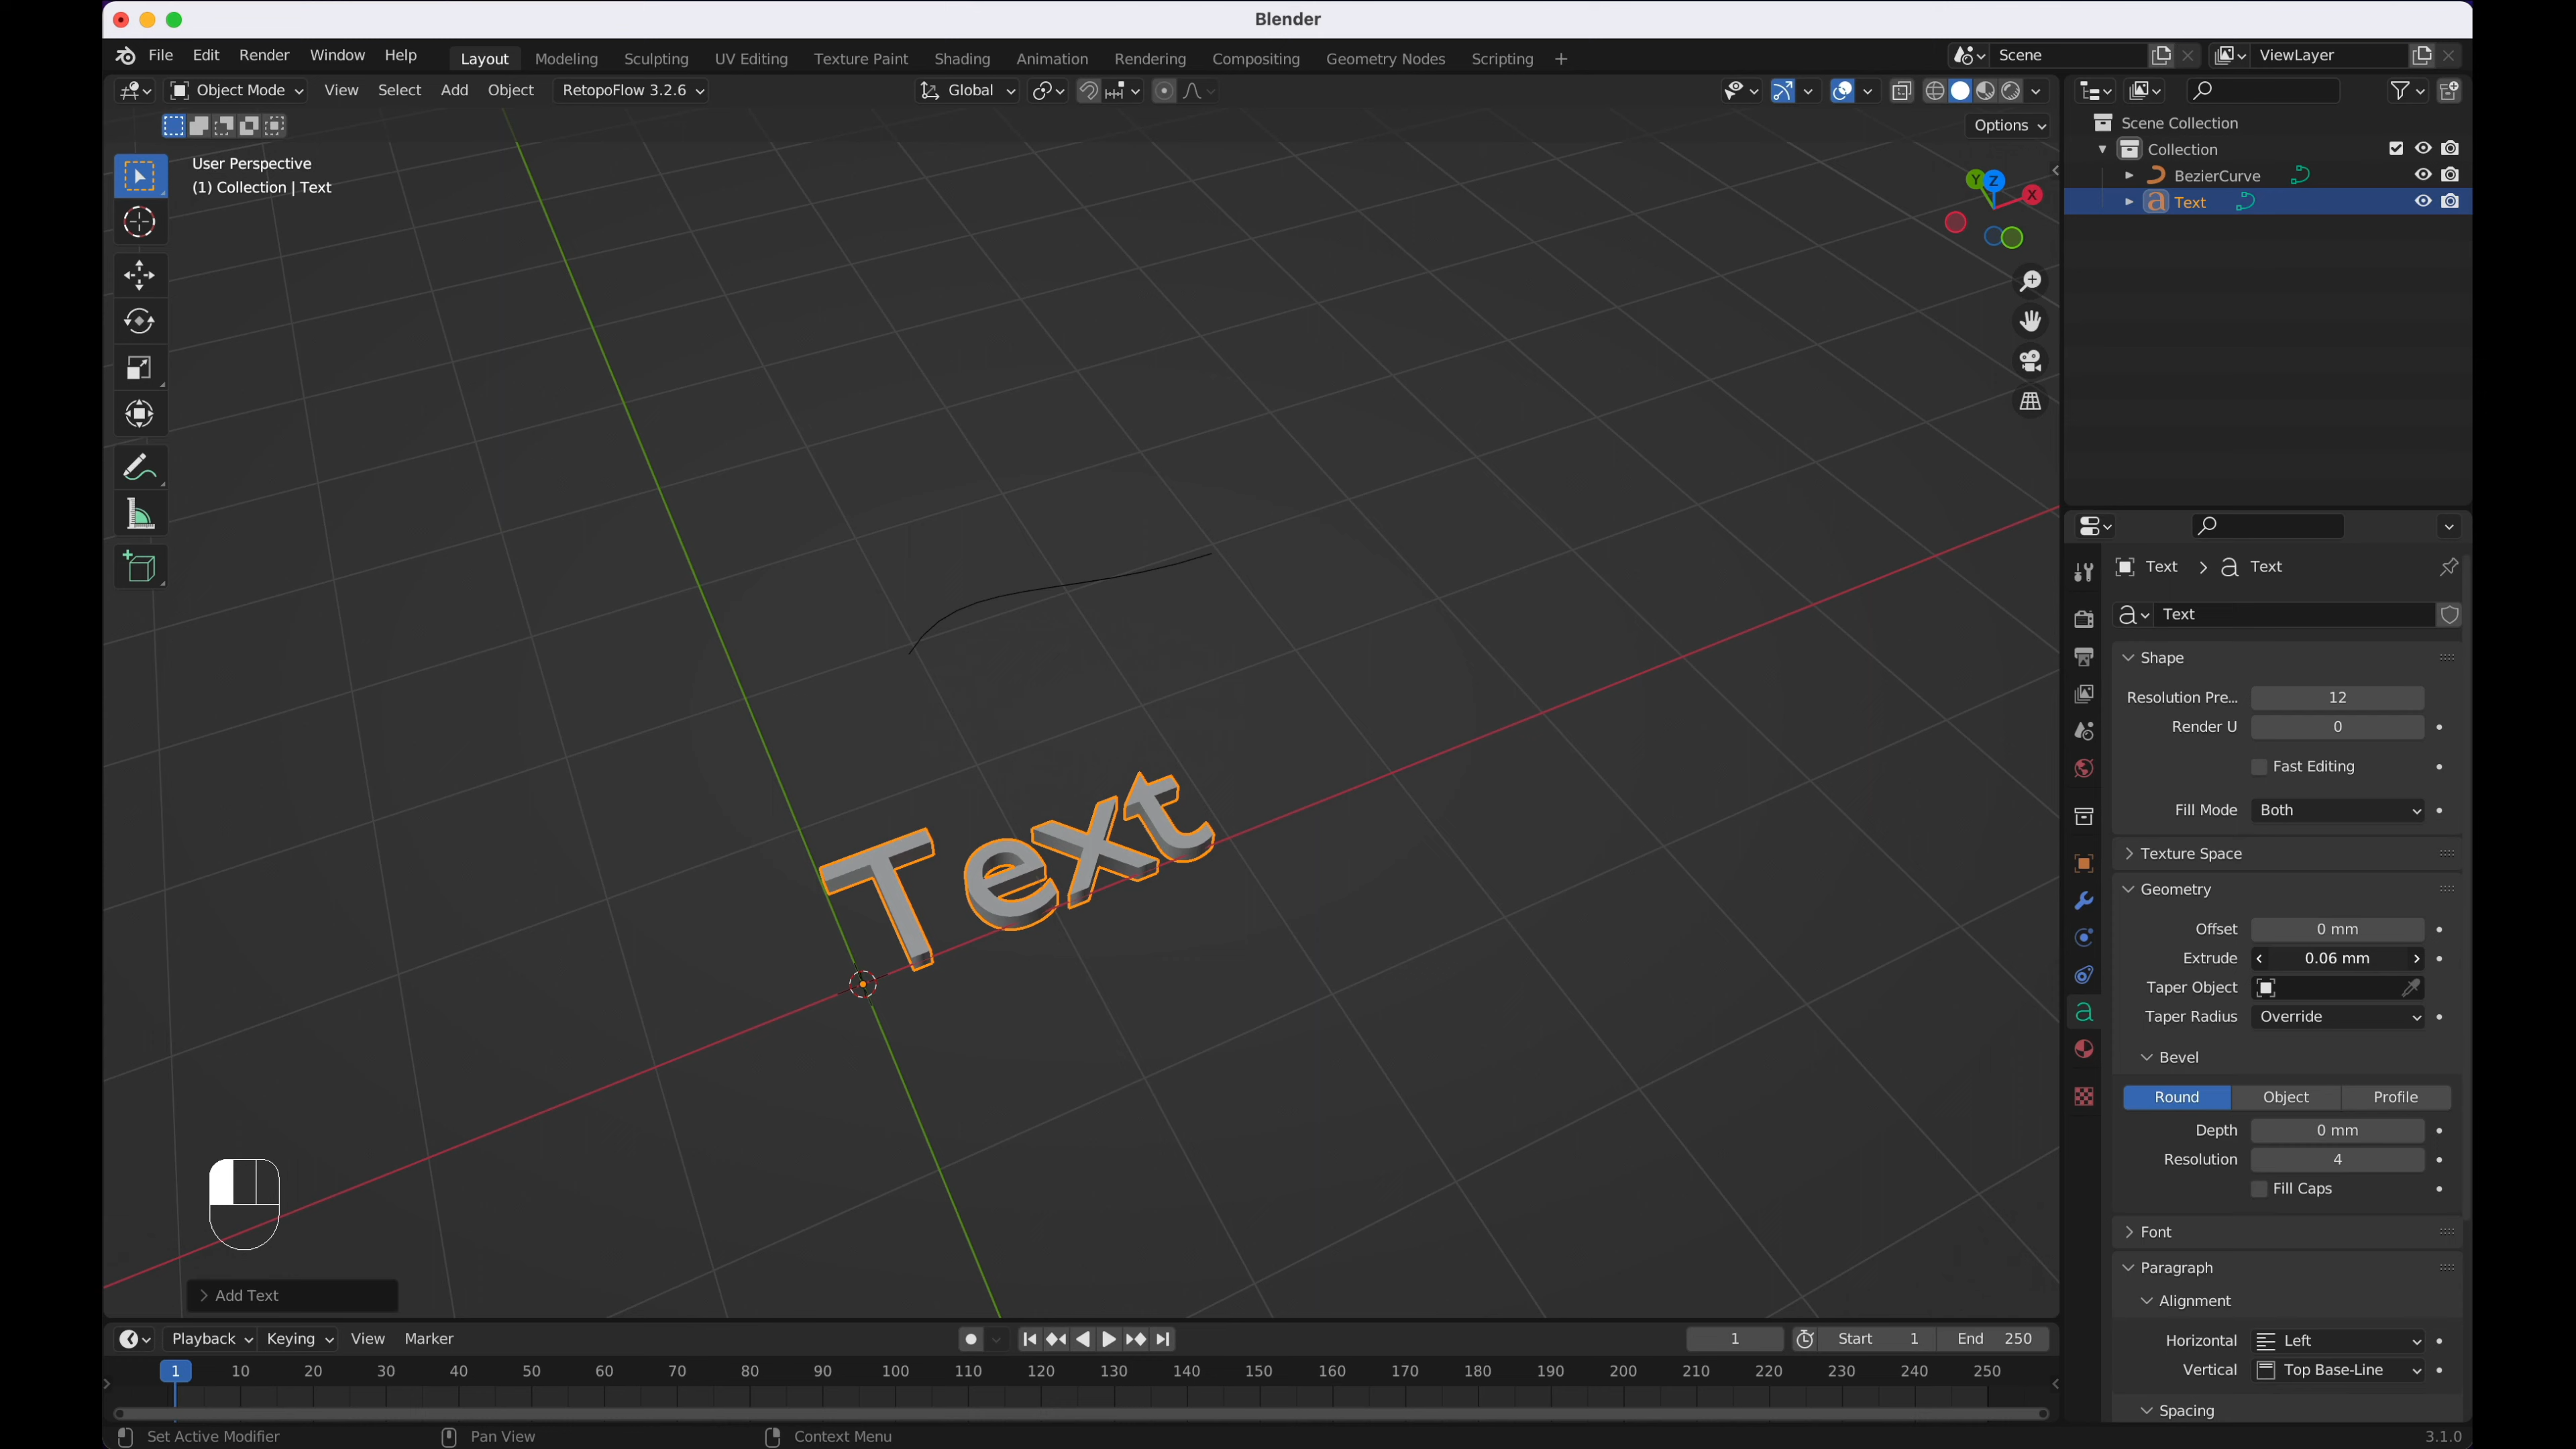 Blender
File Edit Render Window Help Layout Modeling Sculpting UV Editing Texture Paint Shading Animation Rendering Compositing Geometry Nodes Scripting + Scene ViewLayer
Object Mode View Select Add Object RetopoFlow 3.2.6 Global
Options
User Perspective
(1) Collection | Text
Y Z X
Text
Add Text
Scene Collection
Collection
BezierCurve
Text
Text > Text
Text
Shape
Resolution Pre... 12
Render U 0
Fast Editing
Fill Mode Both
Texture Space
Geometry
Offset 0 mm
Extrude 0.06 mm
Taper Object
Taper Radius Override
Bevel
Round Object Profile
Depth 0 mm
Resolution 4
Fill Caps
Font
Paragraph
Alignment
Horizontal Left
Vertical Top Base-Line
Spacing
Playback Keying View Marker 1 Start 1 End 250
1 10 20 30 40 50 60 70 80 90 100 110 120 130 140 150 160 170 180 190 200 210 220 230 240 250
Set Active Modifier Pan View Context Menu 3.1.0